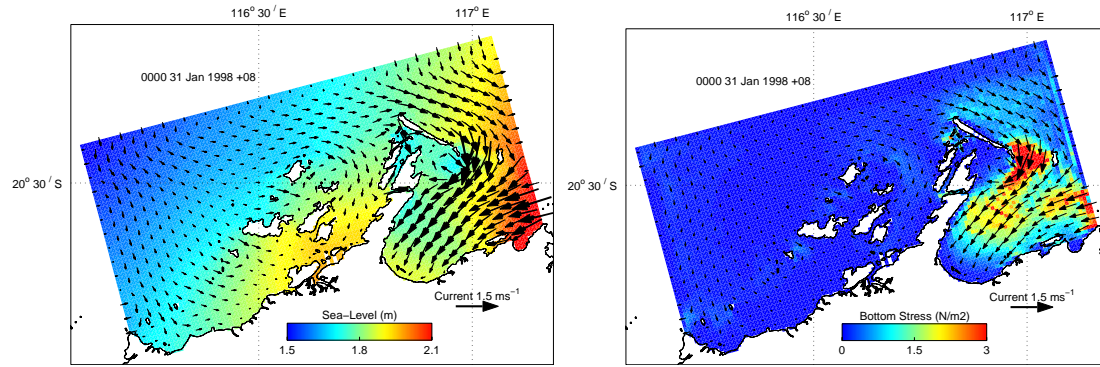 116° 30′ E
117° E
0000 31 Jan 1998 +08
20° 30′ S
Current 1.5 ms⁻¹
Sea−Level (m)
1.5 1.8 2.1
116° 30′ E
117° E
0000 31 Jan 1998 +08
20° 30′ S
Current 1.5 ms⁻¹
Bottom Stress (N/m2)
0 1.5 3